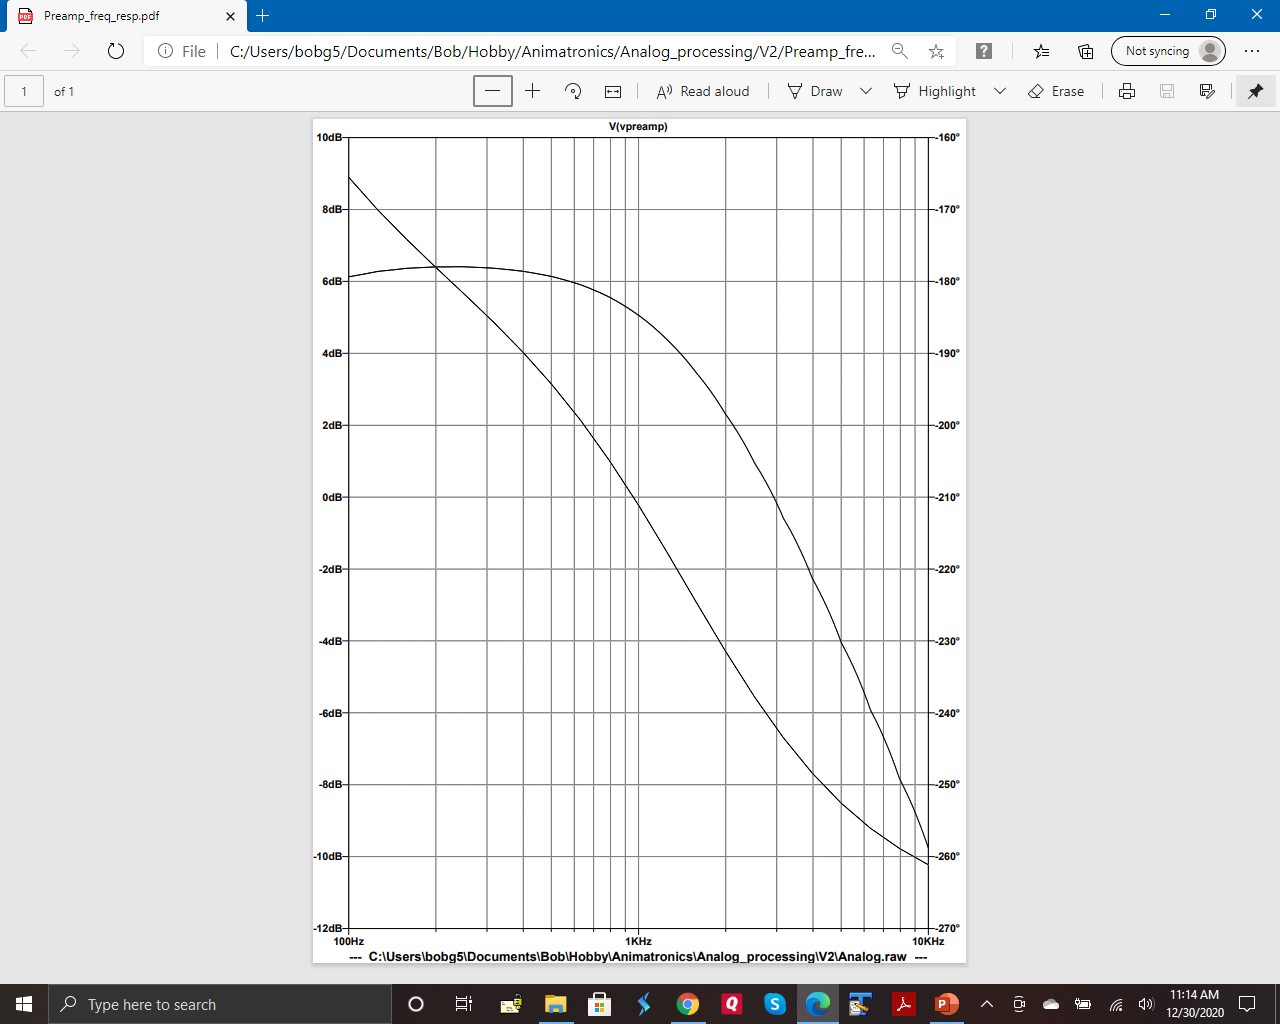 Preamp_freq_resp.pdf
File C:/Users/bobg5/Documents/Bob/Hobby/Animatronics/Analog_processing/V2/Preamp_fre... Not syncing
1 of 1 Read aloud Draw Highlight Erase
V(vpreamp)
10dB -160°
8dB -170°
6dB -180°
4dB -190°
2dB -200°
0dB -210°
-2dB -220°
-4dB -230°
-6dB -240°
-8dB -250°
-10dB -260°
-12dB -270°
100Hz 1KHz 10KHz
--- C:\Users\bobg5\Documents\Bob\Hobby\Animatronics\Analog_processing\V2\Analog.raw ---
Type here to search
11:14 AM
12/30/2020